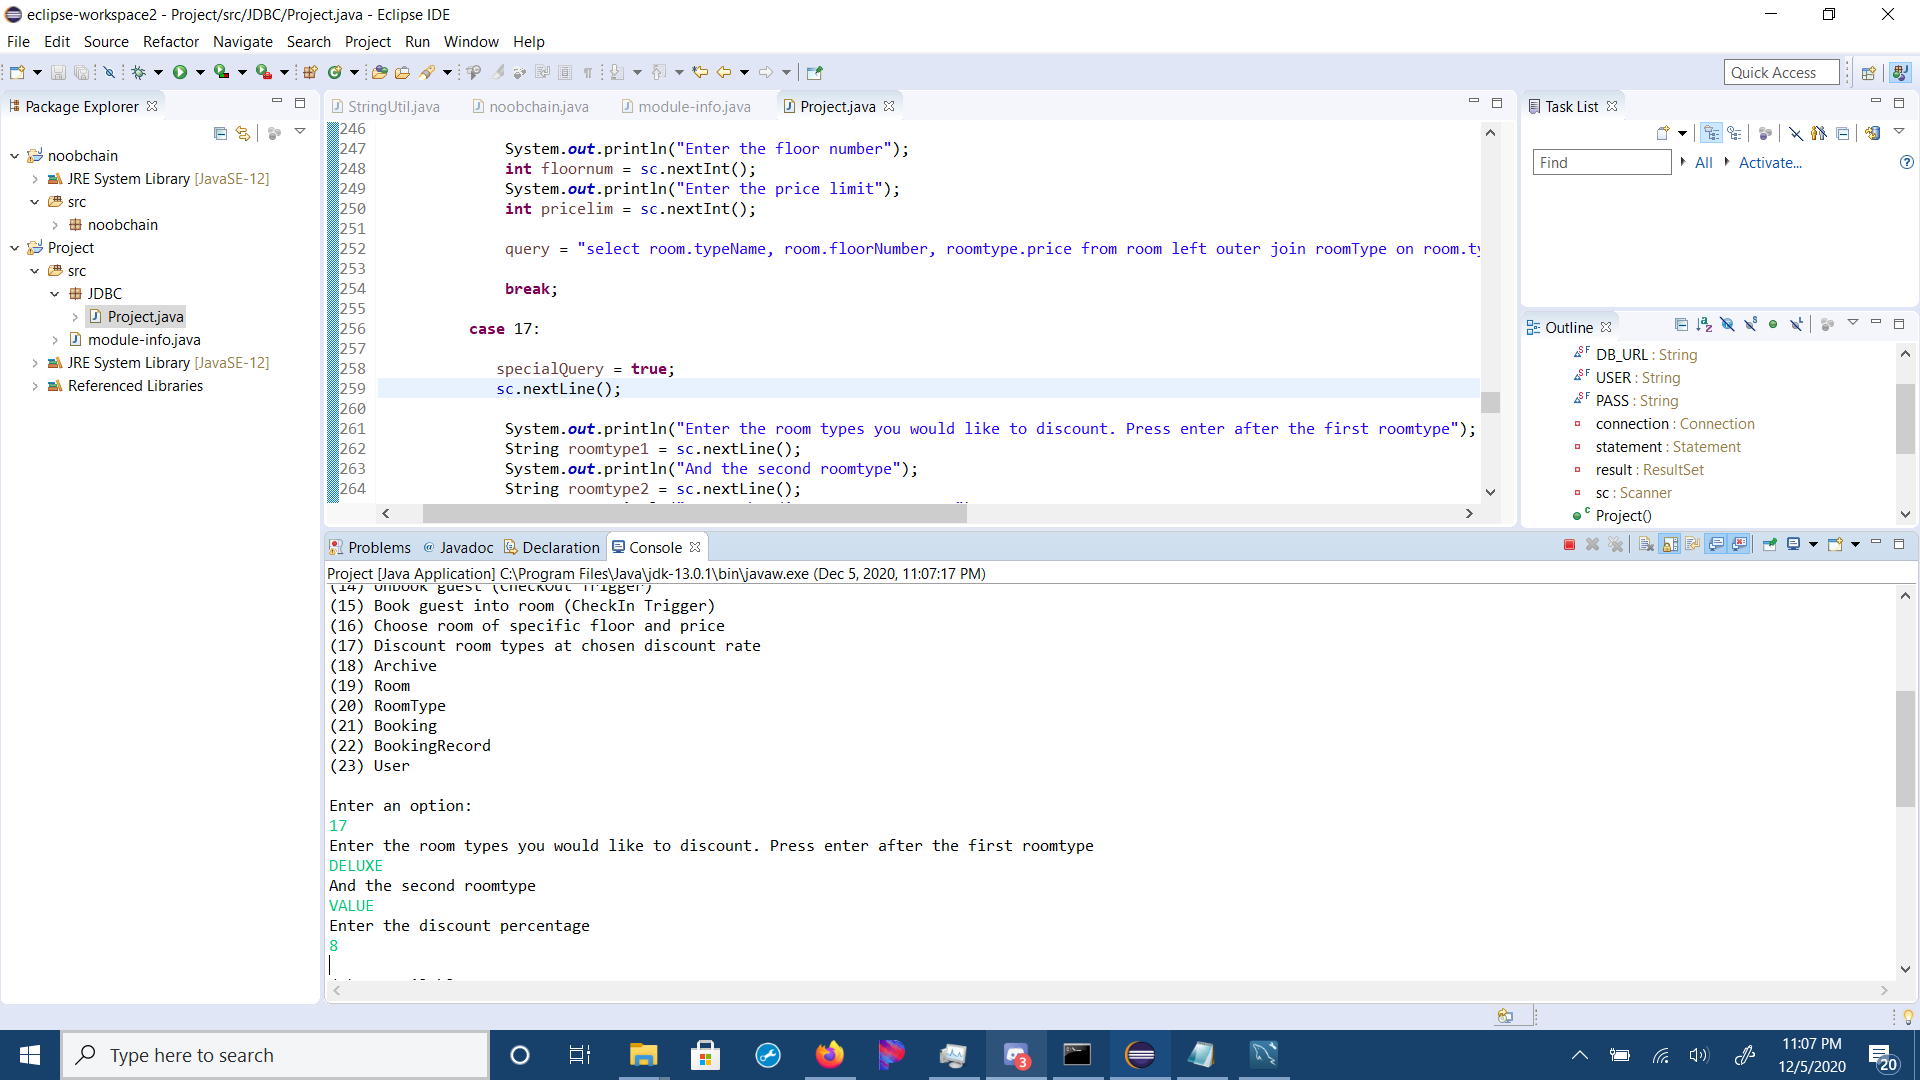 eclipse-workspace2 - Project/src/JDBC/Project.java - Eclipse IDE
File Edit Source Refactor Navigate Search Project Run Window Help
Quick Access
Package Explorer
noobchain
JRE System Library [JavaSE-12]
src
noobchain
Project
src
JDBC
Project.java
module-info.java
JRE System Library [JavaSE-12]
Referenced Libraries
StringUtil.java noobchain.java module-info.java Project.java
246
247 System.out.println("Enter the floor number");
248 int floornum = sc.nextInt();
249 System.out.println("Enter the price limit");
250 int pricelim = sc.nextInt();
251
252 query = "select room.typeName, room.floorNumber, roomtype.price from room left outer join roomType on room.ty
253
254 break;
255
256 case 17:
257
258 specialQuery = true;
259 sc.nextLine();
260
261 System.out.println("Enter the room types you would like to discount. Press enter after the first roomtype");
262 String roomtype1 = sc.nextLine();
263 System.out.println("And the second roomtype");
264 String roomtype2 = sc.nextLine();
Task List
Find All Activate...
Outline
DB_URL : String
USER : String
PASS : String
connection : Connection
statement : Statement
result : ResultSet
sc : Scanner
Project()
Problems Javadoc Declaration Console
Project [Java Application] C:\Program Files\Java\jdk-13.0.1\bin\javaw.exe (Dec 5, 2020, 11:07:17 PM)
(14) Unbook guest (CheckOut Trigger)
(15) Book guest into room (CheckIn Trigger)
(16) Choose room of specific floor and price
(17) Discount room types at chosen discount rate
(18) Archive
(19) Room
(20) RoomType
(21) Booking
(22) BookingRecord
(23) User
Enter an option:
17
Enter the room types you would like to discount. Press enter after the first roomtype
DELUXE
And the second roomtype
VALUE
Enter the discount percentage
8
Type here to search
3
11:07 PM
12/5/2020
20